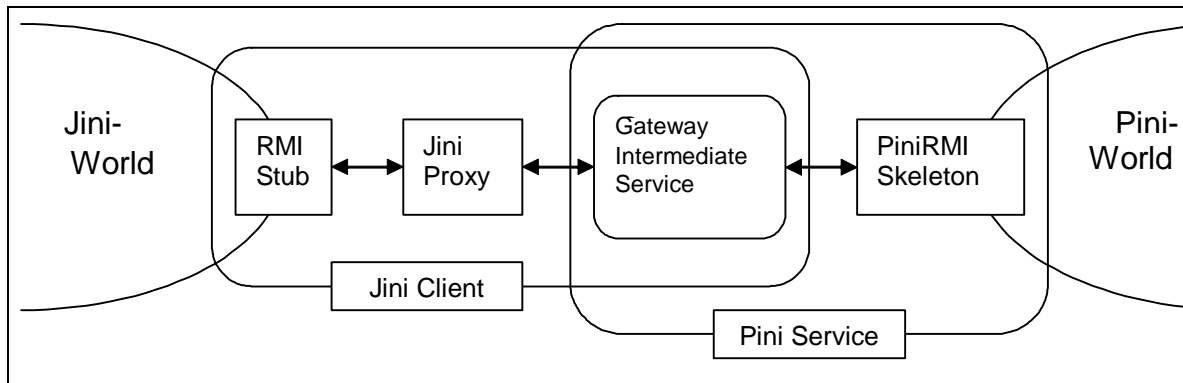 Jini-
World
RMI
Stub
Jini
Proxy
Gateway
Intermediate
Service
PiniRMI
Skeleton
Pini-
World
Jini Client
Pini Service